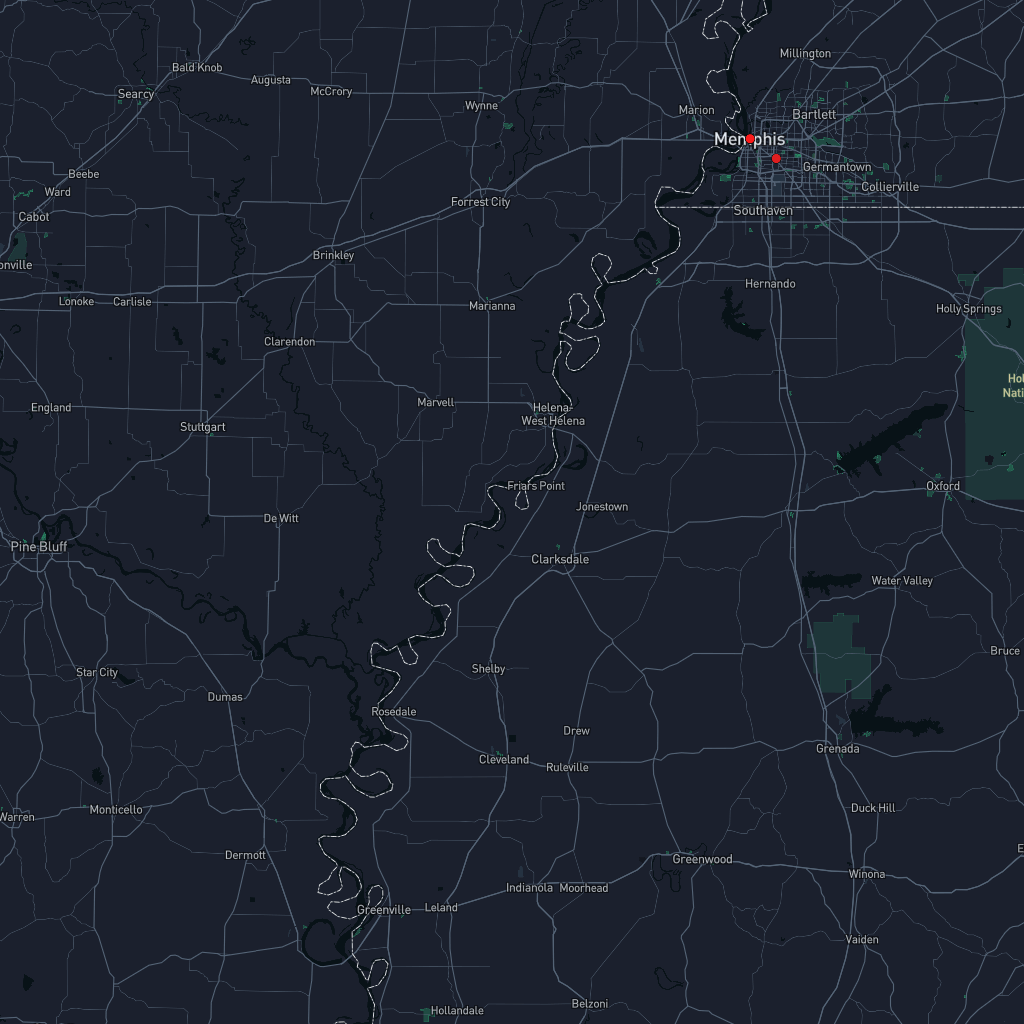 Millington
Bald Knob
Augusta
McCrory
Searcy
Wynne
Marion
Bartlett
Memphis
Germantown
Collierville
Beebe
Ward
Cabot
Forrest City
Southaven
Brinkley
onville
Hernando
Lonoke
Carlisle
Marianna
Holly Springs
Clarendon
Hol
Nati
England
Marvell
Helena-
West Helena
Stuttgart
Friars Point
Oxford
Jonestown
De Witt
Pine Bluff
Clarksdale
Water Valley
Bruce
Shelby
Star City
Dumas
Rosedale
Drew
Grenada
Cleveland
Ruleville
Monticello
Duck Hill
Warren
E
Dermott
Greenwood
Winona
Indianola
Moorhead
Greenville
Leland
Vaiden
Belzoni
Hollandale